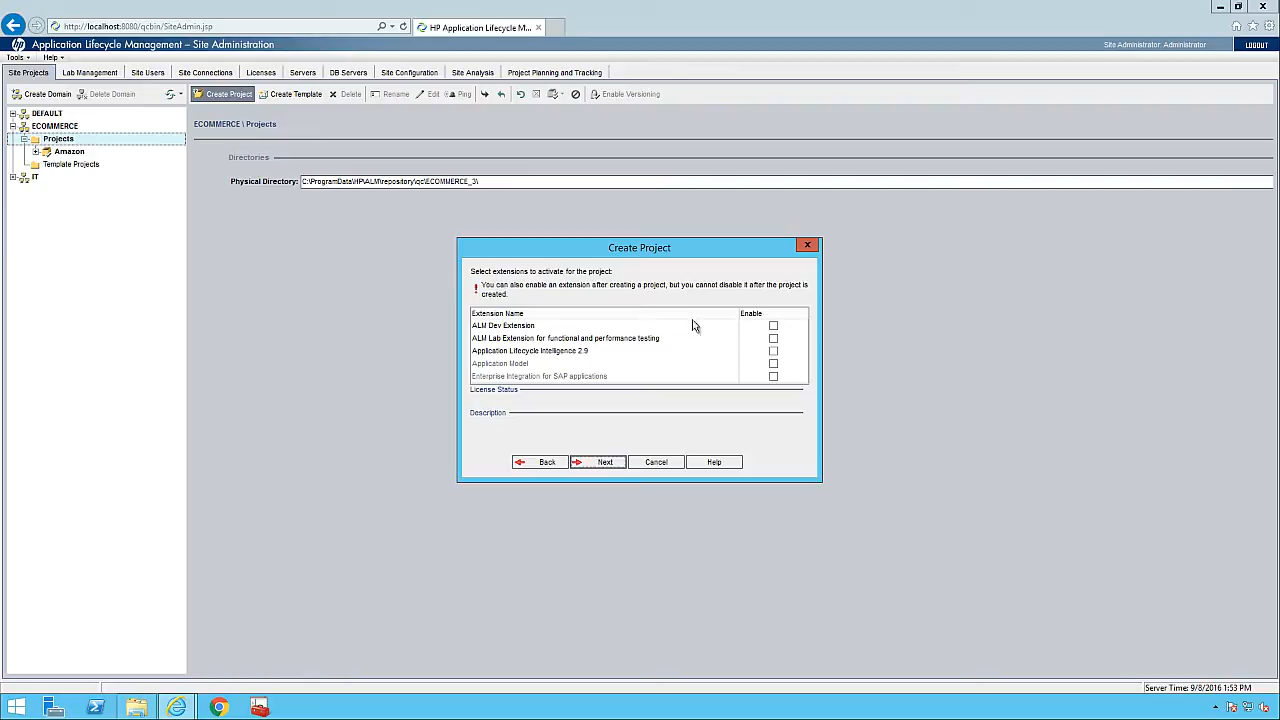 http://localhost:8080/qcbin/SiteAdmin.jsp
HP Application Lifecycle M...
Application Lifecycle Management – Site Administration
Site Administrator: Administrator
LOGOUT
Tools
Help
Site Projects
Lab Management
Site Users
Site Connections
Licenses
Servers
DB Servers
Site Configuration
Site Analysis
Project Planning and Tracking
Create Domain
Delete Domain
Create Project
Create Template
Delete
Rename
Edit
Ping
Enable Versioning
DEFAULT
ECOMMERCE
Projects
Amazon
Template Projects
IT
ECOMMERCE \ Projects
Directories
Physical Directory:
C:\ProgramData\HP\ALM\repository\qc\ECOMMERCE_3\
Create Project
Select extensions to activate for the project:
You can also enable an extension after creating a project, but you cannot disable it after the project is
created.
Extension Name
Enable
ALM Dev Extension
ALM Lab Extension for functional and performance testing
Application Lifecycle Intelligence 2.9
Application Model
Enterprise Integration for SAP applications
License Status
Description
Back
Next
Cancel
Help
Server Time: 9/8/2016 1:53 PM